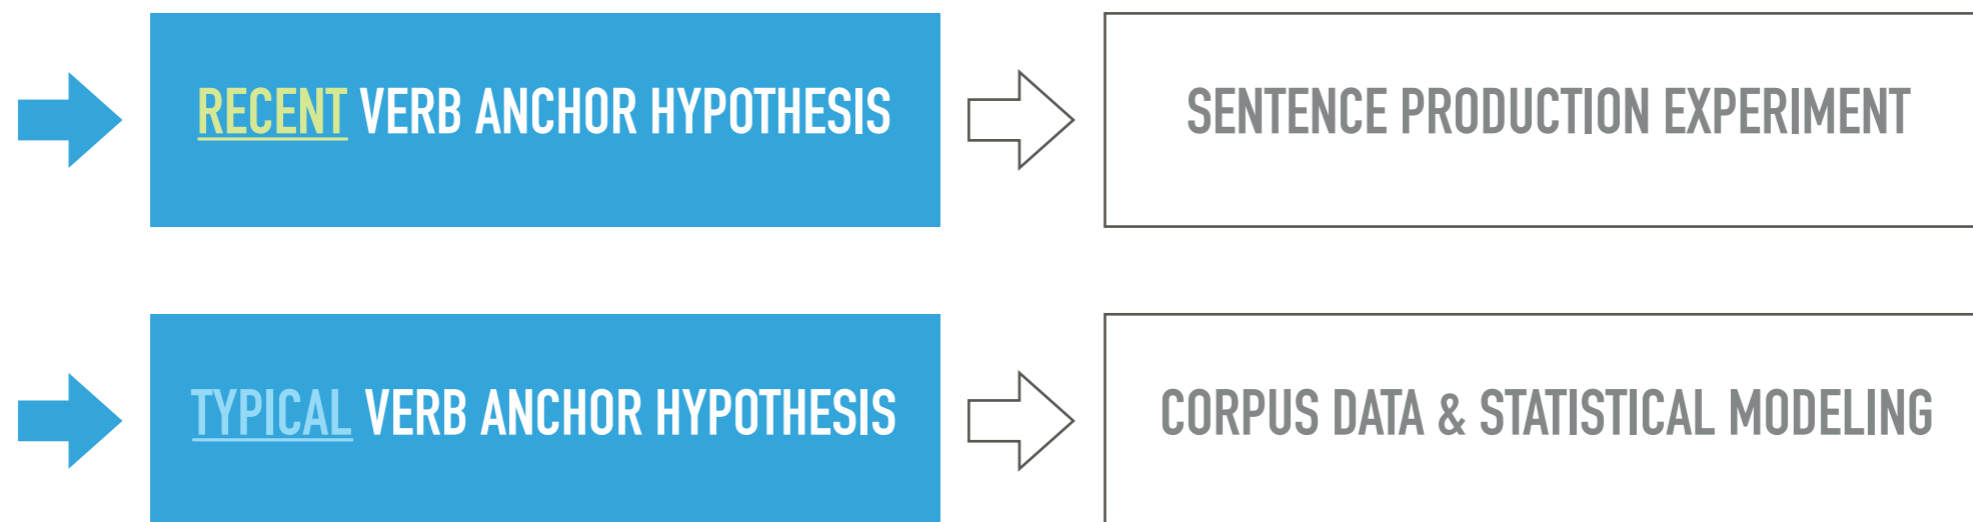 RECENT VERB ANCHOR HYPOTHESIS
SENTENCE PRODUCTION EXPERIMENT
TYPICAL VERB ANCHOR HYPOTHESIS
CORPUS DATA & STATISTICAL MODELING